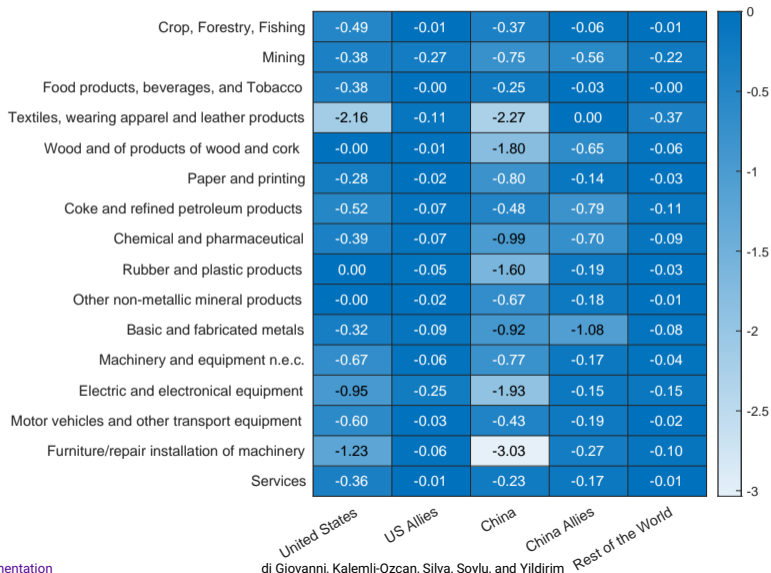 Crop, Forestry, Fishing -0.49 -0.01 -0.37 -0.06 -0.01
Mining -0.38 -0.27 -0.75 -0.56 -0.22
Food products, beverages, and Tobacco -0.38 -0.00 -0.25 -0.03 -0.00
Textiles, wearing apparel and leather products -2.16 -0.11 -2.27 0.00 -0.37
Wood and of products of wood and cork -0.00 -0.01 -1.80 -0.65 -0.06
Paper and printing -0.28 -0.02 -0.80 -0.14 -0.03
Coke and refined petroleum products -0.52 -0.07 -0.48 -0.79 -0.11
Chemical and pharmaceutical -0.39 -0.07 -0.99 -0.70 -0.09
Rubber and plastic products 0.00 -0.05 -1.60 -0.19 -0.03
Other non-metallic mineral products -0.00 -0.02 -0.67 -0.18 -0.01
Basic and fabricated metals -0.32 -0.09 -0.92 -1.08 -0.08
Machinery and equipment n.e.c. -0.67 -0.06 -0.77 -0.17 -0.04
Electric and electronical equipment -0.95 -0.25 -1.93 -0.15 -0.15
Motor vehicles and other transport equipment -0.60 -0.03 -0.43 -0.19 -0.02
Furniture/repair installation of machinery -1.23 -0.06 -3.03 -0.27 -0.10
Services -0.36 -0.01 -0.23 -0.17 -0.01
United States US Allies China China Allies Rest of the World
0
-0.5
-1
-1.5
-2
-2.5
-3
di Giovanni, Kalemli-Ozcan, Silva, Soylu, and Yildirim